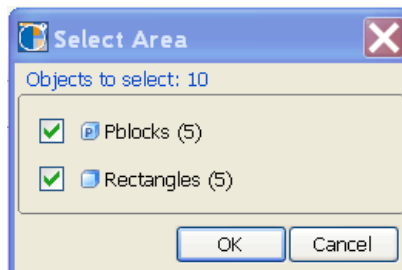 Select Area
Objects to select: 10
P Pblocks (5)
Rectangles (5)
OK Cancel